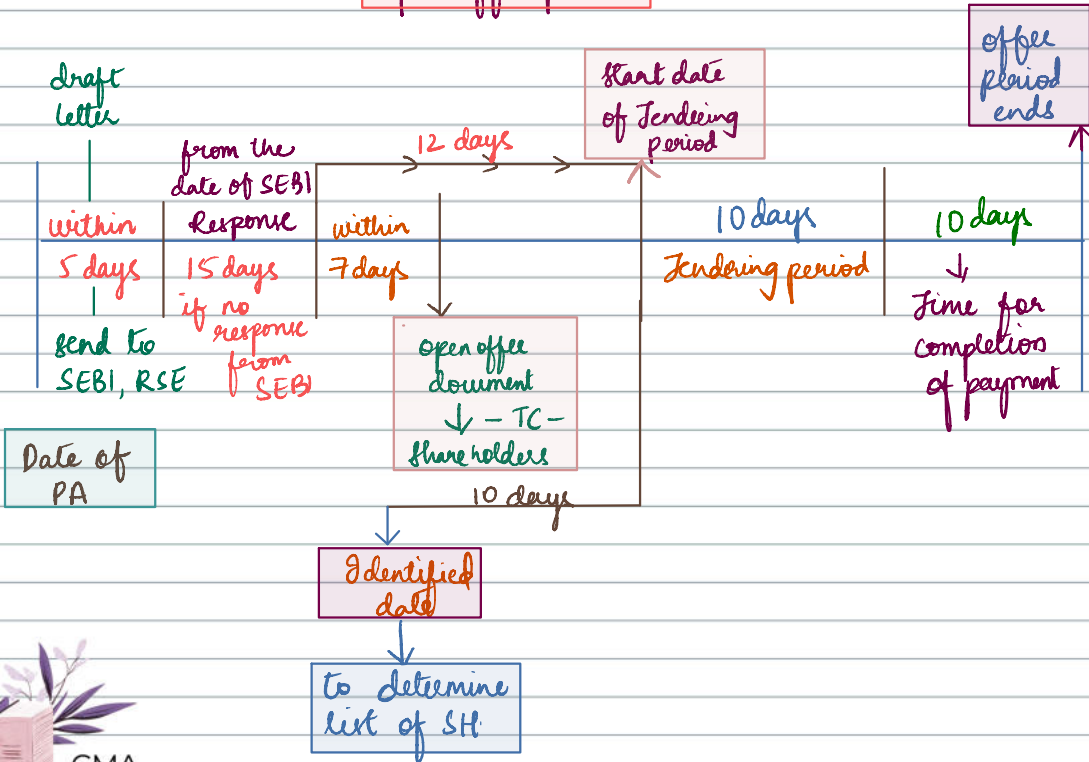 draft
letter
within
5 days
send to
SEBI, RSE
Date of
PA
from the
date of SEBI
Response
15 days
if no
response
from
SEBI
12 days
within
7 days
open offer
document
- TC -
Shareholders
10 days
Identified
date
to determine
list of SH
start date
of Tendering
period
10 days
Tendering period
offer
period
ends
10 days
Time for
completion
of payment
CMA